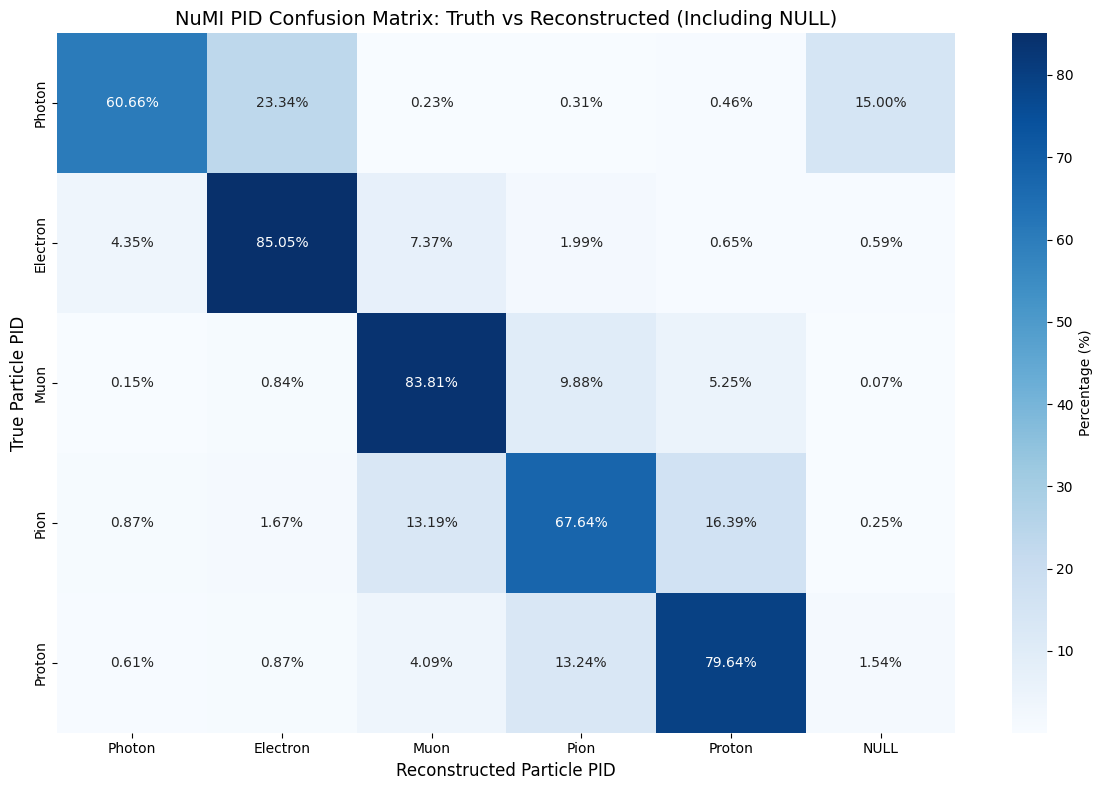 NuMI PID Confusion Matrix: Truth vs Reconstructed (Including NULL)
True Particle PID
Photon 60.66% 23.34% 0.23% 0.31% 0.46% 15.00%
Electron 4.35% 85.05% 7.37% 1.99% 0.65% 0.59%
Muon 0.15% 0.84% 83.81% 9.88% 5.25% 0.07%
Pion 0.87% 1.67% 13.19% 67.64% 16.39% 0.25%
Proton 0.61% 0.87% 4.09% 13.24% 79.64% 1.54%
Photon Electron Muon Pion Proton NULL
Reconstructed Particle PID
80
70
60
50
40
30
20
10
Percentage (%)